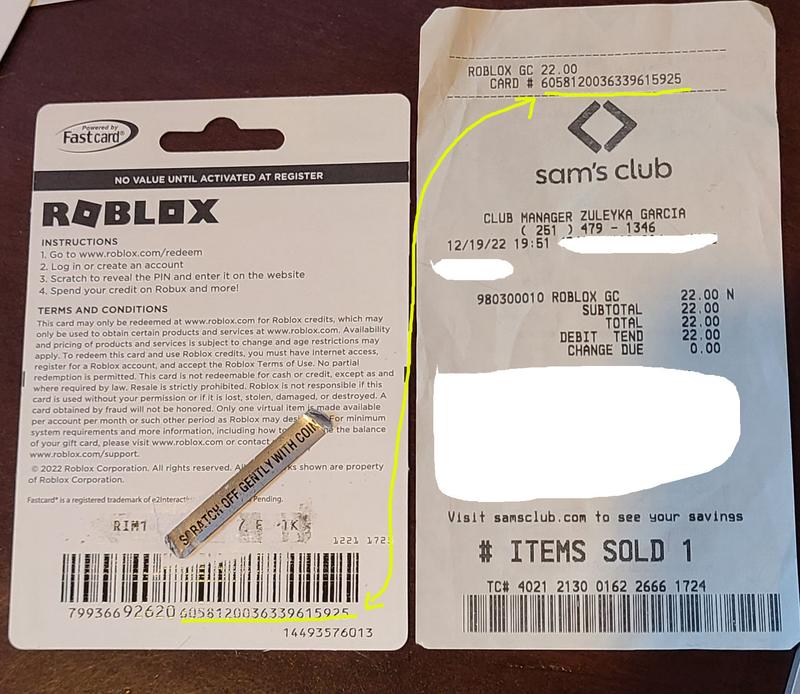 Powered by
Fastcard®
NO VALUE UNTIL ACTIVATED AT REGISTER
ROBLOX
INSTRUCTIONS
1. Go to www.roblox.com/redeem
2. Log in or create an account
3. Scratch to reveal the PIN and enter it on the website
4. Spend your credit on Robux and more!
TERMS AND CONDITIONS
This card may only be redeemed at www.roblox.com for Roblox credits, which may
only be used to obtain certain products and services at www.roblox.com. Availability
and pricing of products and services is subject to change and age restrictions may
apply. To redeem this card and use Roblox credits, you must have Internet access,
register for a Roblox account, and accept the Roblox Terms of Use. No partial
redemption is permitted. This card is not redeemable for cash or credit, except as and
where required by law. Resale is strictly prohibited. Roblox is not responsible if this
card is used without your permission or if it is lost, stolen, damaged, or destroyed. A
card obtained by fraud will not be honored. Only one virtual item is made available
per account per month or such other period as Roblox may For minimum
system requirements and more information, including how the balance
of your gift card, please visit www.roblox.com or contact
www.roblox.com/support.
© 2022 Roblox Corporation. All rights reserved. shown are property
of Roblox Corporation.
Fastcard® is a registered trademark of Pending.
SCRATCH OFF GENTLY WITH COIN
1221
79936692620 6058120036339615925
14493576013
ROBLOX GC 22.00
CARD # 6058120036339615925
sam's club
CLUB MANAGER ZULEYKA GARCIA
( 251 ) 479 - 1346
12/19/22 19:51
980300010 ROBLOX GC 22.00 N
SUBTOTAL 22.00
TOTAL 22.00
DEBIT TEND 22.00
CHANGE DUE 0.00
Visit samsclub.com to see your savings
# ITEMS SOLD 1
TC# 4021 2130 0162 2666 1724